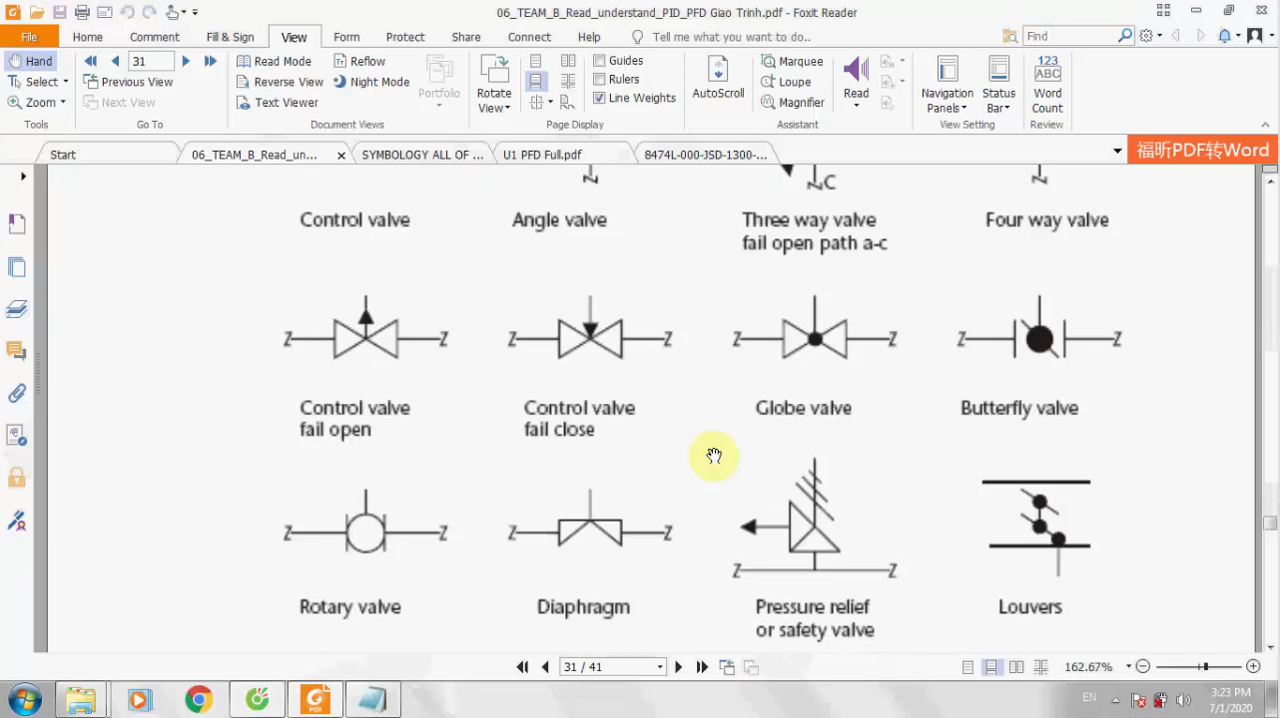 06_TEAM_B_Read_understand_PID_PFD Giao Trinh.pdf - Foxit Reader
File Home Comment Fill & Sign View Form Protect Share Connect Help Tell me what you want to do.. Find
Hand 31 Read Mode Reflow Guides Marquee
Select Previous View Reverse View Night Mode Portfolio Rotate View Rulers AutoScroll Loupe Read Navigation Panels Status Bar Word Count
Zoom Next View Text Viewer Line Weights Magnifier
Tools Go To Document Views Page Display Assistant View Setting Review
Start 06_TEAM_B_Read_un... SYMBOLOGY ALL OF ... U1 PFD Full.pdf 8474L-000-JSD-1300-... 福昕PDF转Word
Z Z C Z
Control valve Angle valve Three way valve Four way valve
fail open path a-c
Z Z Z Z Z Z Z Z
Control valve Control valve Globe valve Butterfly valve
fail open fail close
Z Z Z Z
Z Z
Rotary valve Diaphragm Pressure relief Louvers
or safety valve
31 / 41 162.67%
EN 3:23 PM
7/1/2020